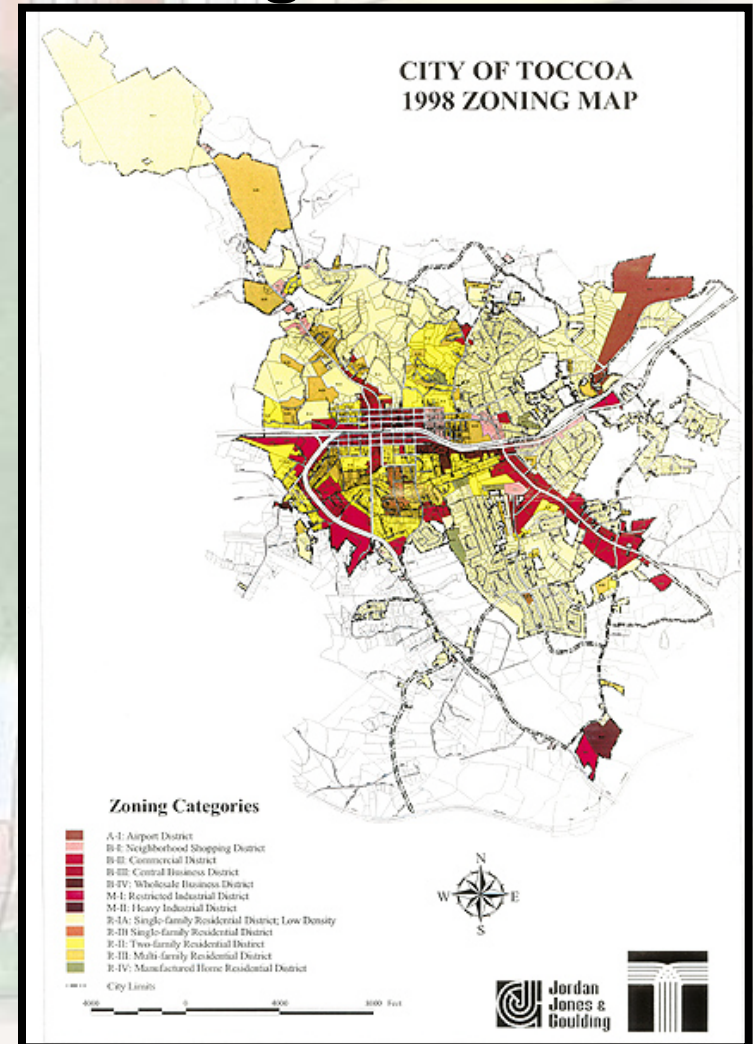 CITY OF TOCCOA
1998 ZONING MAP
Zoning Categories
A-I: Airport District
B-I: Neighborhood Shopping District
B-II: Commercial District
B-III: Central Business District
B-IV: Wholesale Business District
M-I: Restricted Industrial District
M-II: Heavy Industrial District
R-IA: Single-family Residential District; Low Density
R-IB Single-family Residential District
R-II: Two-family Residential District
R-III: Multi-family Residential District
R-IV: Manufactured Home Residential District
City Limits
4000 0 4000 8000 Feet
N
W E
S
Jordan
Jones &
Goulding